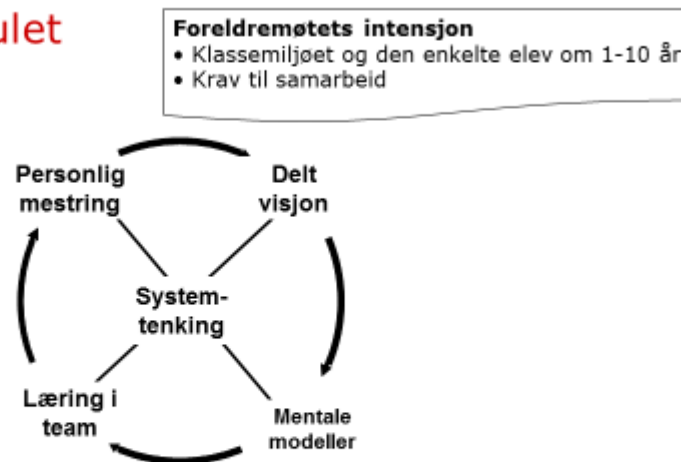 ulet
Foreldremøtets intensjon
• Klassemiljøet og den enkelte elev om 1-10 år
• Krav til samarbeid
Personlig
mestring
Delt
visjon
System-
tenking
Læring i
team
Mentale
modeller